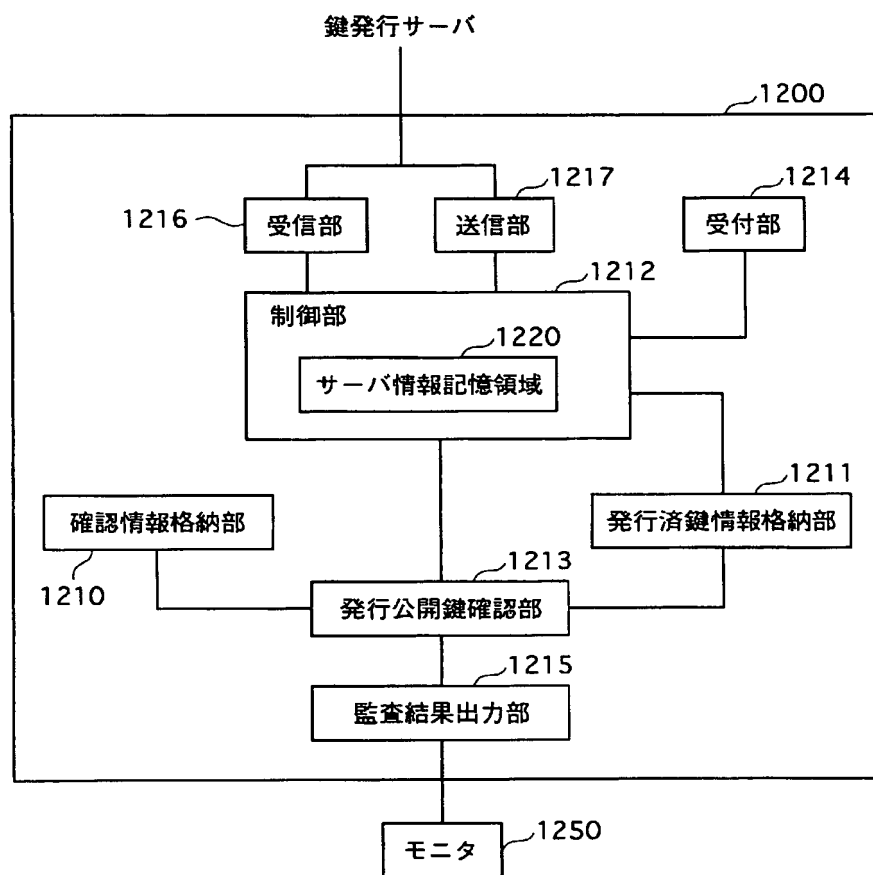 鍵発行サーバ
1200
1217
1214
1216
受信部
送信部
受付部
1212
制御部
1220
サーバ情報記憶領域
1211
確認情報格納部
発行済鍵情報格納部
1213
1210
発行公開鍵確認部
1215
監査結果出力部
1250
モニタ